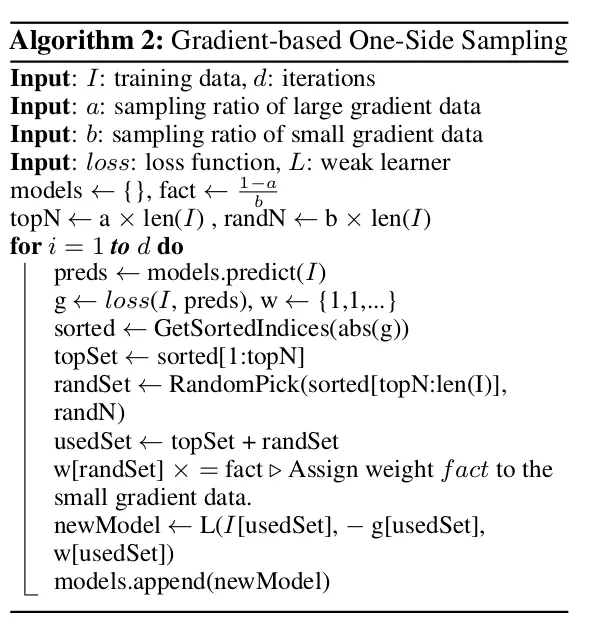 Algorithm 2: Gradient-based One-Side Sampling
Input: I: training data, d: iterations
Input: a: sampling ratio of large gradient data
Input: b: sampling ratio of small gradient data
Input: loss: loss function, L: weak learner
models ← {}, fact ← (1−a)/b
topN ← a × len(I) , randN ← b × len(I)
for i = 1 to d do
preds ← models.predict(I)
g ← loss(I, preds), w ← {1,1,...}
sorted ← GetSortedIndices(abs(g))
topSet ← sorted[1:topN]
randSet ← RandomPick(sorted[topN:len(I)],
randN)
usedSet ← topSet + randSet
w[randSet] × = fact ▷ Assign weight fact to the
small gradient data.
newModel ← L(I[usedSet], − g[usedSet],
w[usedSet])
models.append(newModel)